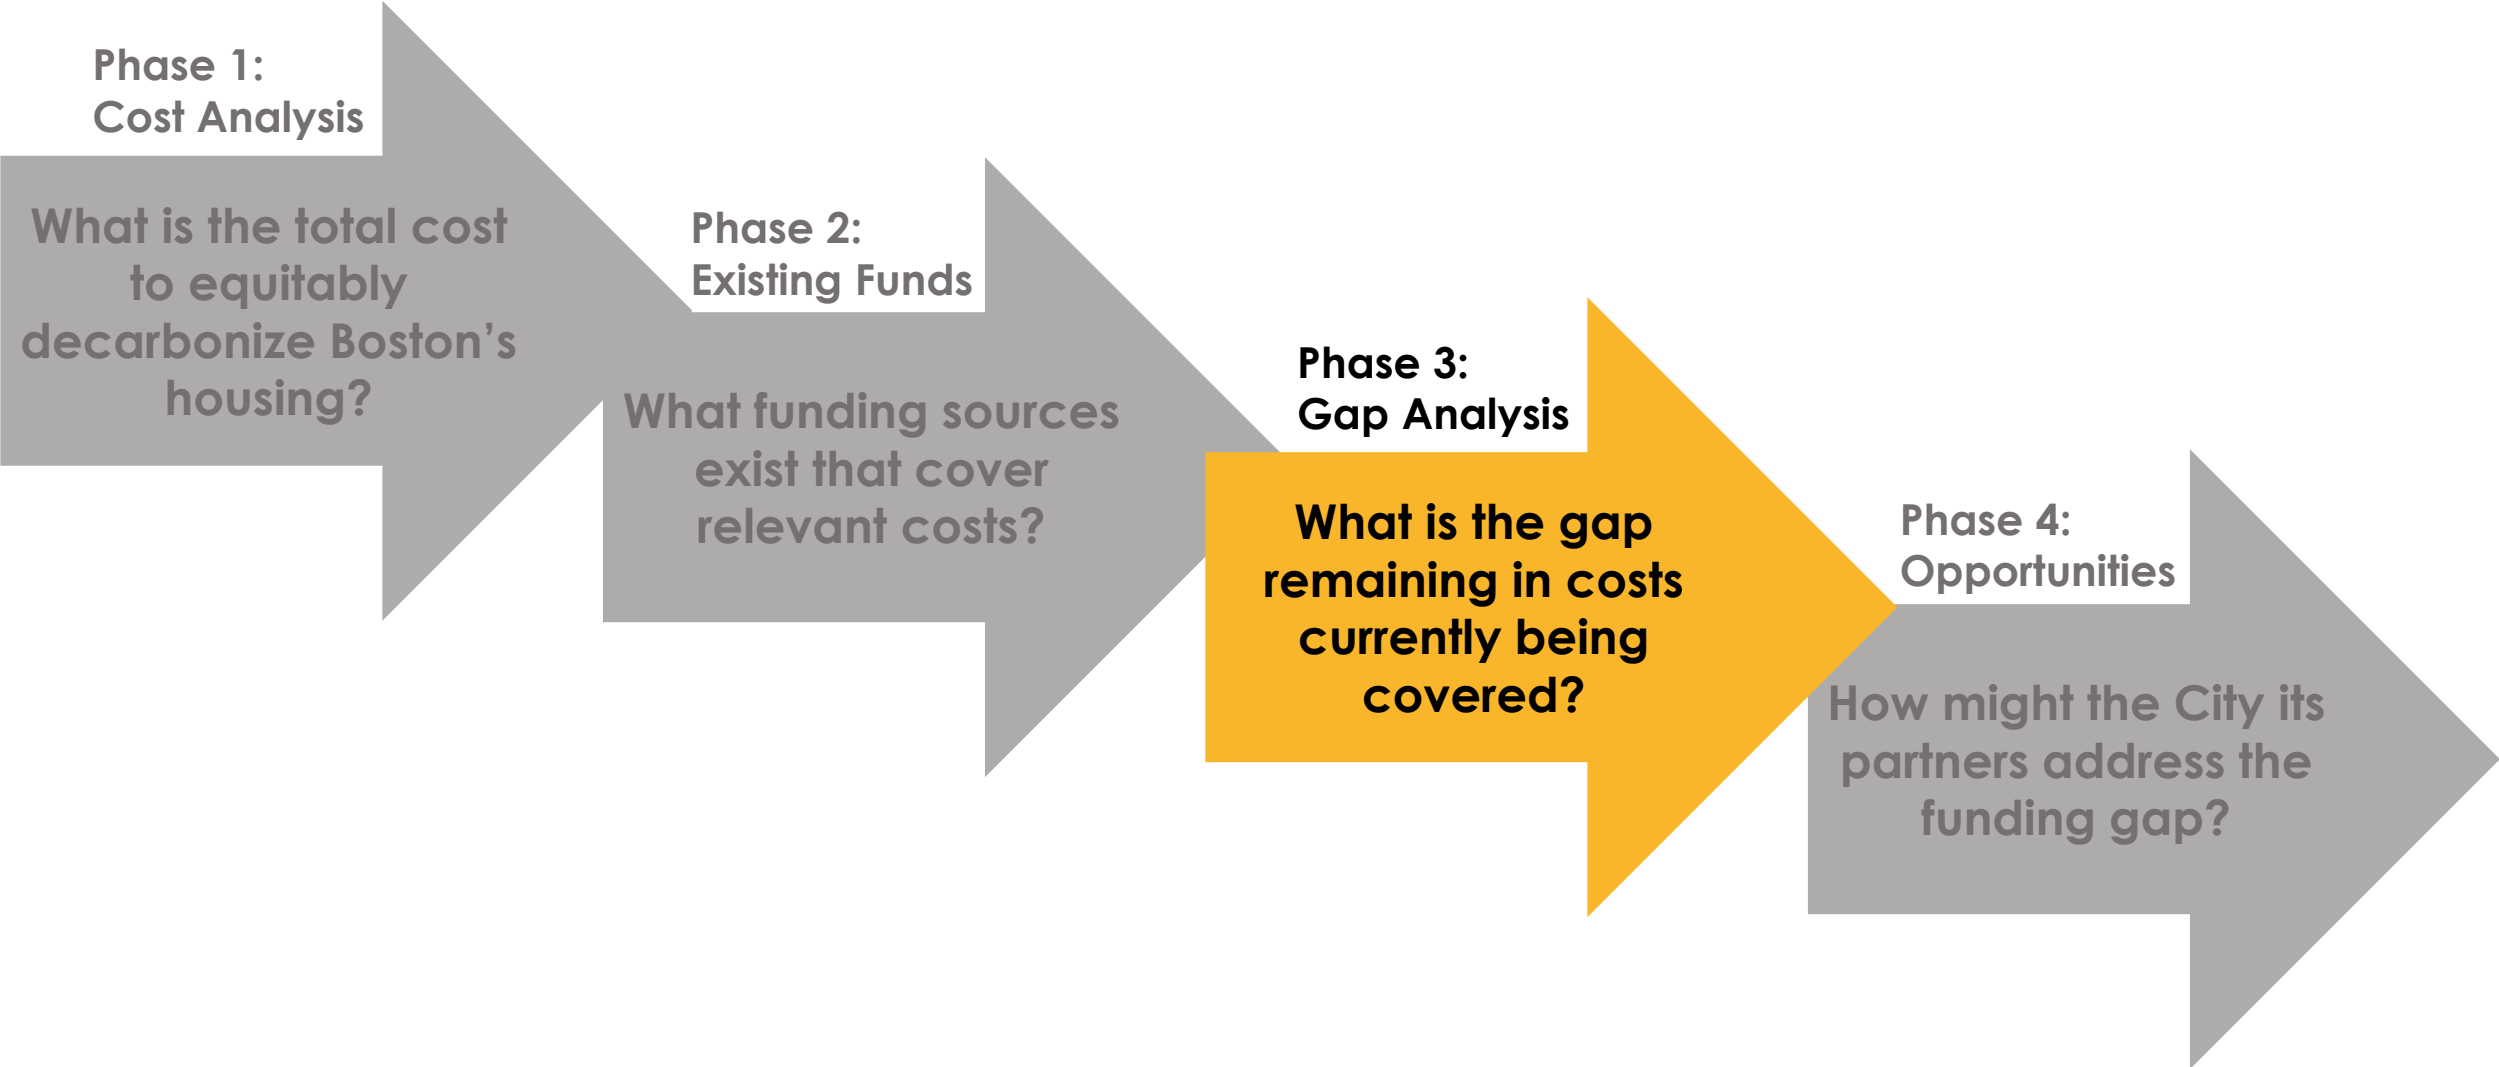 Phase 1:
Cost Analysis
What is the total cost
to equitably
decarbonize Boston’s
housing?
Phase 2:
Existing Funds
What funding sources
exist that cover
relevant costs?
Phase 3:
Gap Analysis
What is the gap
remaining in costs
currently being
covered?
Phase 4:
Opportunities
How might the City its
partners address the
funding gap?